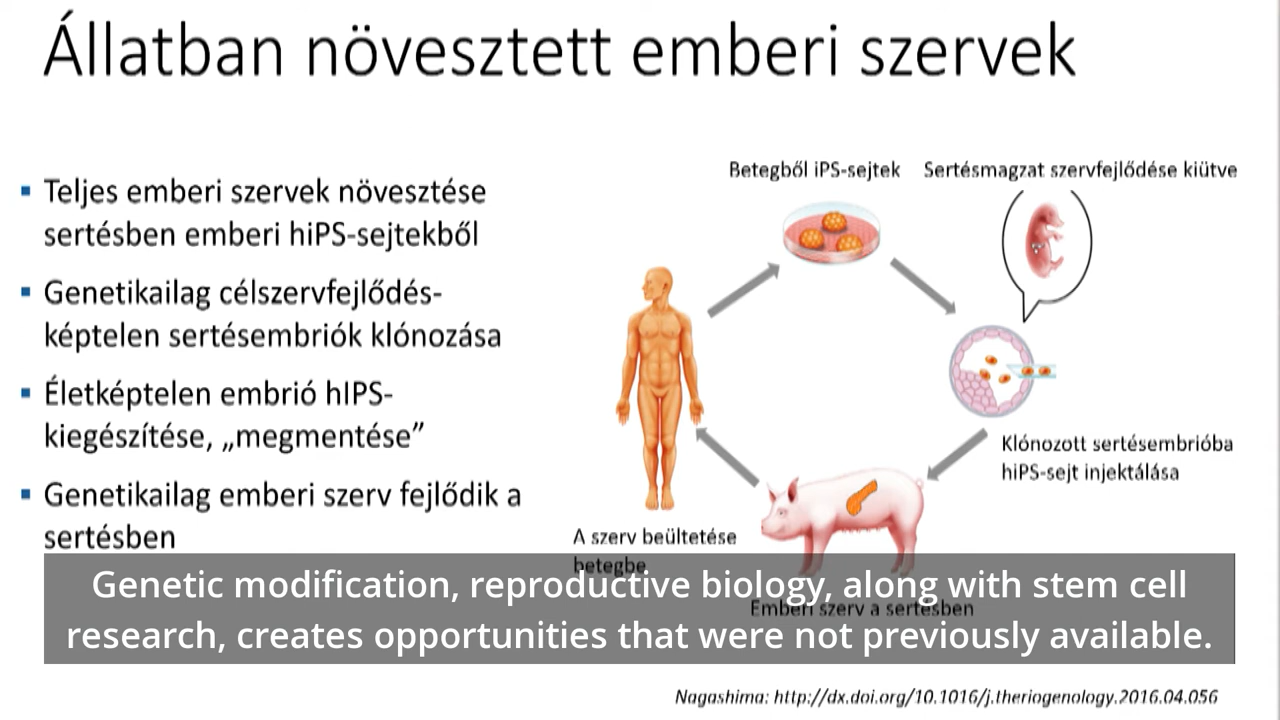 Állatban növesztett emberi szervek
▪ Teljes emberi szervek növesztése
sertésben emberi hiPS-sejtekből
▪ Genetikailag célszervfejlődés-
képtelen sertésembriók klónozása
▪ Életképtelen embrió hIPS-
kiegészítése, „megmentése”
▪ Genetikailag emberi szerv fejlődik a
sertésben
Betegből iPS-sejtek
Sertésmagzat szervfejlődése kiütve
Klónozott sertésembrióba
hiPS-sejt injektálása
A szerv beültetése
betegbe
Emberi szerv a sertésben
Genetic modification, reproductive biology, along with stem cell
research, creates opportunities that were not previously available.
Nagashima: http://dx.doi.org/10.1016/j.theriogenology.2016.04.056